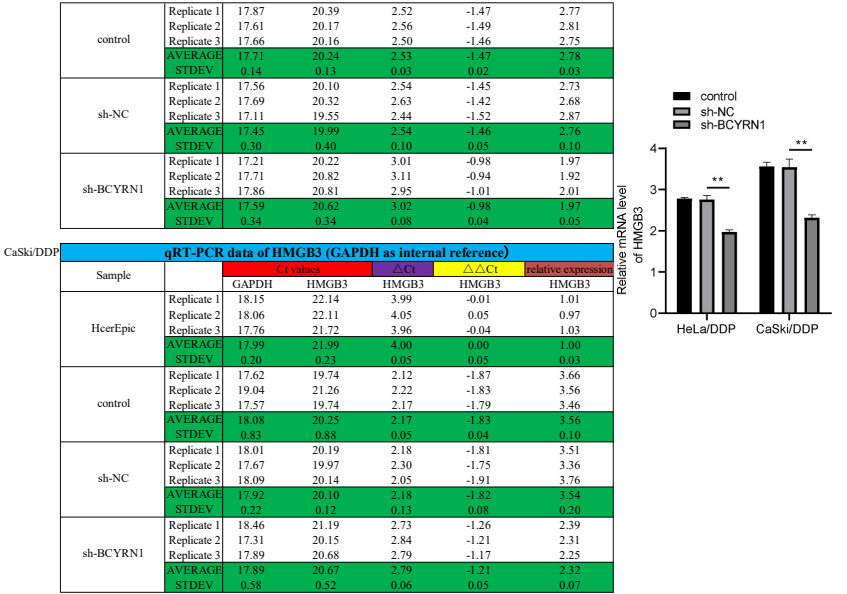 control
Replicate 1 17.87 20.39 2.52 -1.47 2.77
Replicate 2 17.61 20.17 2.56 -1.49 2.81
Replicate 3 17.66 20.16 2.50 -1.46 2.75
AVERAGE 17.71 20.24 2.53 -1.47 2.78
STDEV 0.14 0.13 0.03 0.02 0.03
sh-NC
Replicate 1 17.56 20.10 2.54 -1.45 2.73
Replicate 2 17.69 20.32 2.63 -1.42 2.68
Replicate 3 17.11 19.55 2.44 -1.52 2.87
AVERAGE 17.45 19.99 2.54 -1.46 2.76
STDEV 0.30 0.40 0.10 0.05 0.10
sh-BCYRN1
Replicate 1 17.21 20.22 3.01 -0.98 1.97
Replicate 2 17.71 20.82 3.11 -0.94 1.92
Replicate 3 17.86 20.81 2.95 -1.01 2.01
AVERAGE 17.59 20.62 3.02 -0.98 1.97
STDEV 0.34 0.34 0.08 0.04 0.05
CaSki/DDP qRT-PCR data of HMGB3 (GAPDH as internal reference)
Sample Ct values △Ct △△Ct relative expression
GAPDH HMGB3 HMGB3 HMGB3 HMGB3
HcerEpic
Replicate 1 18.15 22.14 3.99 -0.01 1.01
Replicate 2 18.06 22.11 4.05 0.05 0.97
Replicate 3 17.76 21.72 3.96 -0.04 1.03
AVERAGE 17.99 21.99 4.00 0.00 1.00
STDEV 0.20 0.23 0.05 0.05 0.03
control
Replicate 1 17.62 19.74 2.12 -1.87 3.66
Replicate 2 19.04 21.26 2.22 -1.83 3.56
Replicate 3 17.57 19.74 2.17 -1.79 3.46
AVERAGE 18.08 20.25 2.17 -1.83 3.56
STDEV 0.83 0.88 0.05 0.04 0.10
sh-NC
Replicate 1 18.01 20.19 2.18 -1.81 3.51
Replicate 2 17.67 19.97 2.30 -1.75 3.36
Replicate 3 18.09 20.14 2.05 -1.91 3.76
AVERAGE 17.92 20.10 2.18 -1.82 3.54
STDEV 0.22 0.12 0.13 0.08 0.20
sh-BCYRN1
Replicate 1 18.46 21.19 2.73 -1.26 2.39
Replicate 2 17.31 20.15 2.84 -1.21 2.31
Replicate 3 17.89 20.68 2.79 -1.17 2.25
AVERAGE 17.89 20.67 2.79 -1.21 2.32
STDEV 0.58 0.52 0.06 0.05 0.07
control
sh-NC
sh-BCYRN1
Relative mRNA level
of HMGB3
4
3
2
1
0
**
**
HeLa/DDP CaSki/DDP